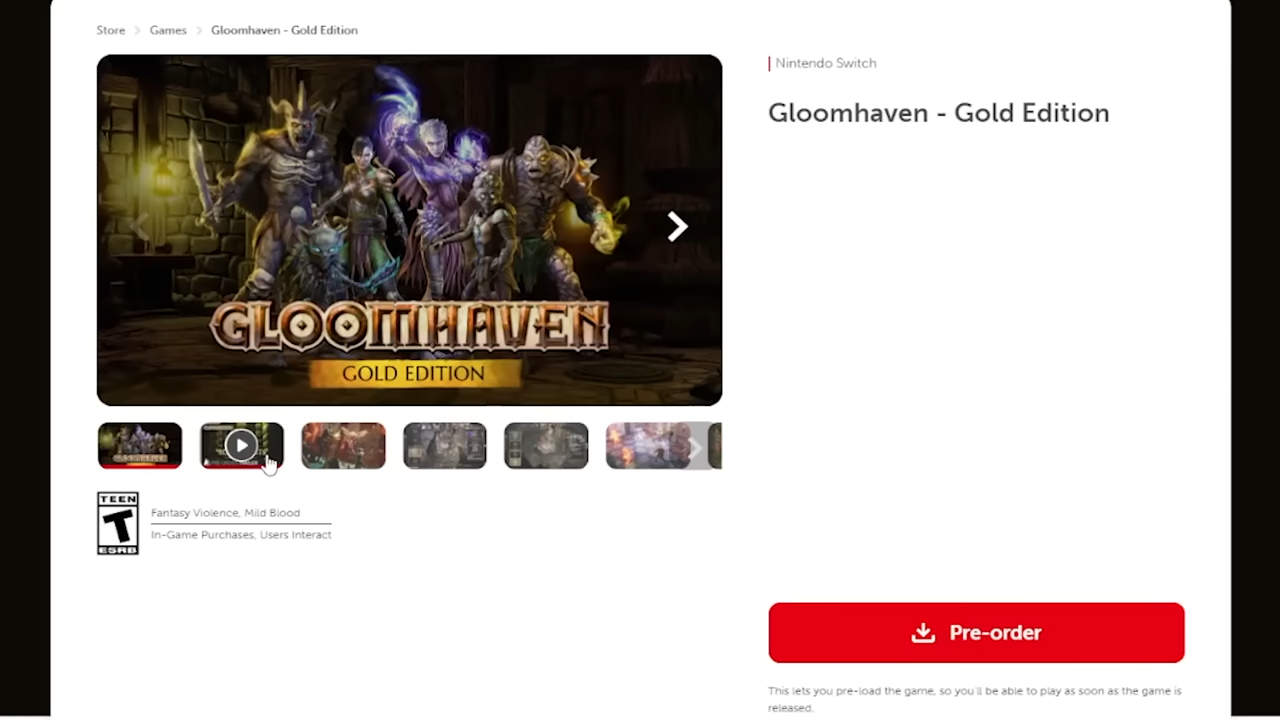 Store > Games > Gloomhaven - Gold Edition
Nintendo Switch
Gloomhaven - Gold Edition
GLOOMHAVEN
GOLD EDITION
TEEN
T
ESRB
Fantasy Violence, Mild Blood
In-Game Purchases, Users Interact
Pre-order
This lets you pre-load the game, so you'll be able to play as soon as the game is
released.